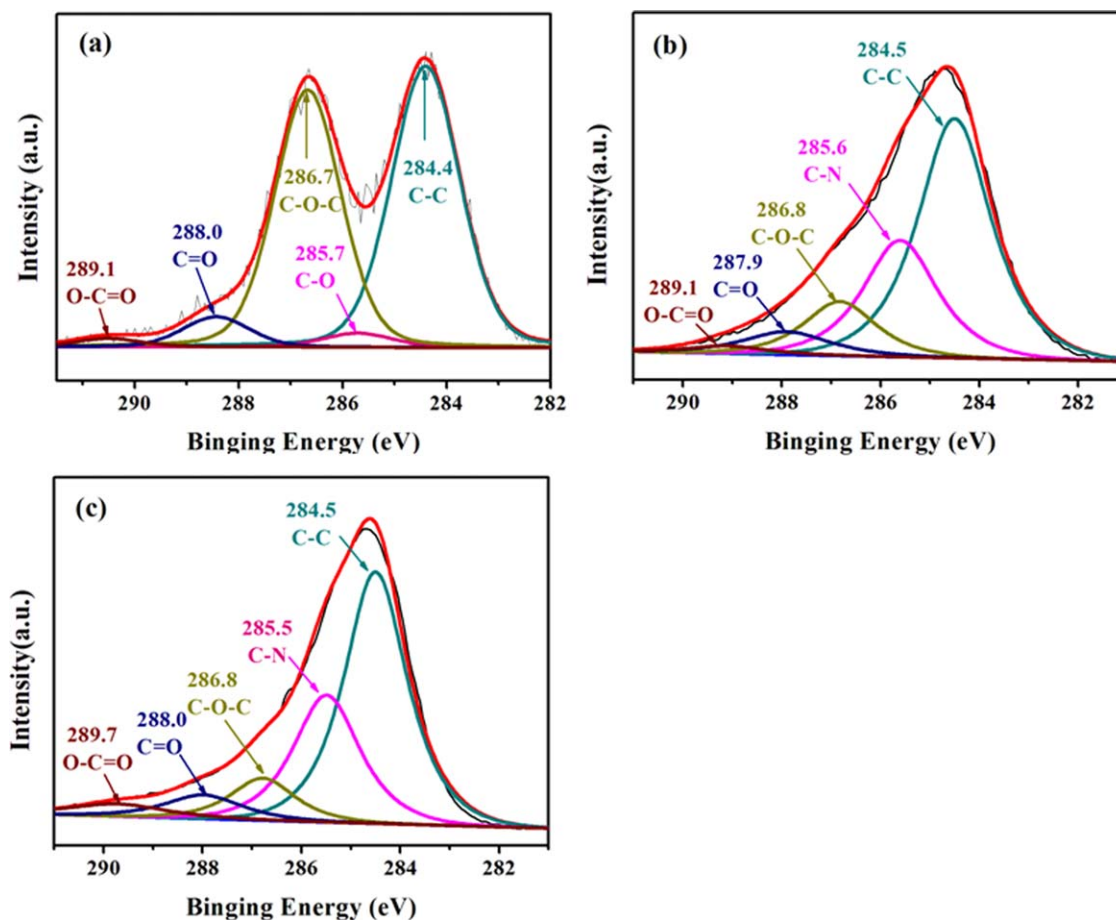 (a)
284.4
C-C
286.7
C-O-C
288.0
C=O
285.7
C-O
289.1
O-C=O
Intensity (a.u.)
290 288 286 284 282
Binging Energy (eV)
(b)
284.5
C-C
285.6
C-N
286.8
C-O-C
287.9
C=O
289.1
O-C=O
Intensity(a.u.)
290 288 286 284 282
Binging Energy (eV)
(c)
284.5
C-C
285.5
C-N
286.8
C-O-C
288.0
C=O
289.7
O-C=O
Intensity(a.u.)
290 288 286 284 282
Binging Energy (eV)